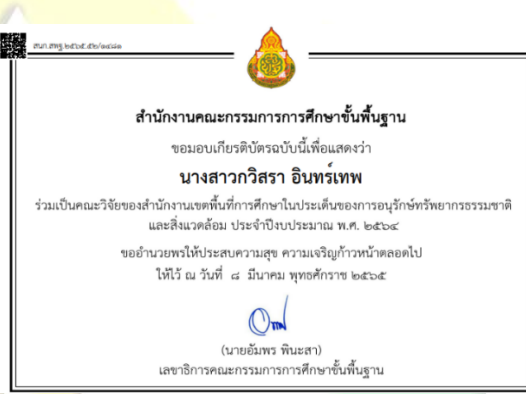 สำนักงานคณะกรรมการการศึกษาขั้นพื้นฐาน
ขอมอบเกียรติบัตรฉบับนี้เพื่อแสดงว่า
นางสาวกวิสรา อินทร์เทพ
ร่วมเป็นคณะวิจัยของสำนักงานเขตพื้นที่การศึกษาในประเด็นของการอนุรักษ์ทรัพยากรธรรมชาติ
และสิ่งแวดล้อม ประจำปีงบประมาณ พ.ศ. ๒๕๖๔
ขออำนวยพรให้ประสบความสุข ความเจริญก้าวหน้าตลอดไป
ให้ไว้ ณ วันที่ ๘ มีนาคม พุทธศักราช ๒๕๖๕
(นายอัมพร พินะสา)
เลขาธิการคณะกรรมการการศึกษาขั้นพื้นฐาน